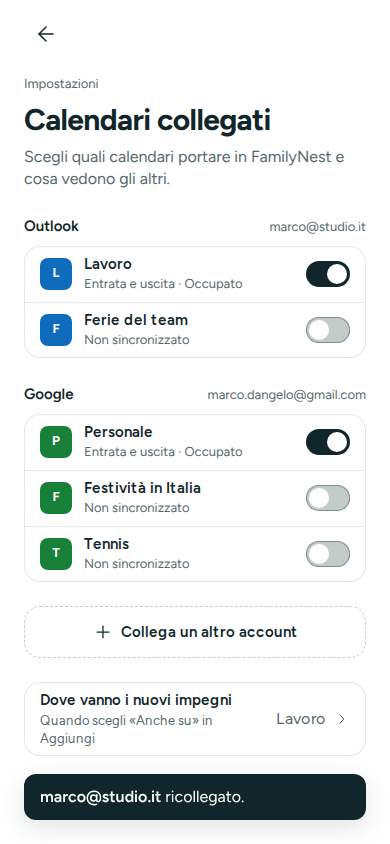 Impostazioni
Calendari collegati
Scegli quali calendari portare in FamilyNest e
cosa vedono gli altri.
Outlook marco@studio.it
L Lavoro
Entrata e uscita · Occupato
F Ferie del team
Non sincronizzato
Google marco.dangelo@gmail.com
P Personale
Entrata e uscita · Occupato
F Festività in Italia
Non sincronizzato
T Tennis
Non sincronizzato
Collega un altro account
Dove vanno i nuovi impegni
Quando scegli «Anche su» in
Aggiungi
Lavoro
marco@studio.it ricollegato.